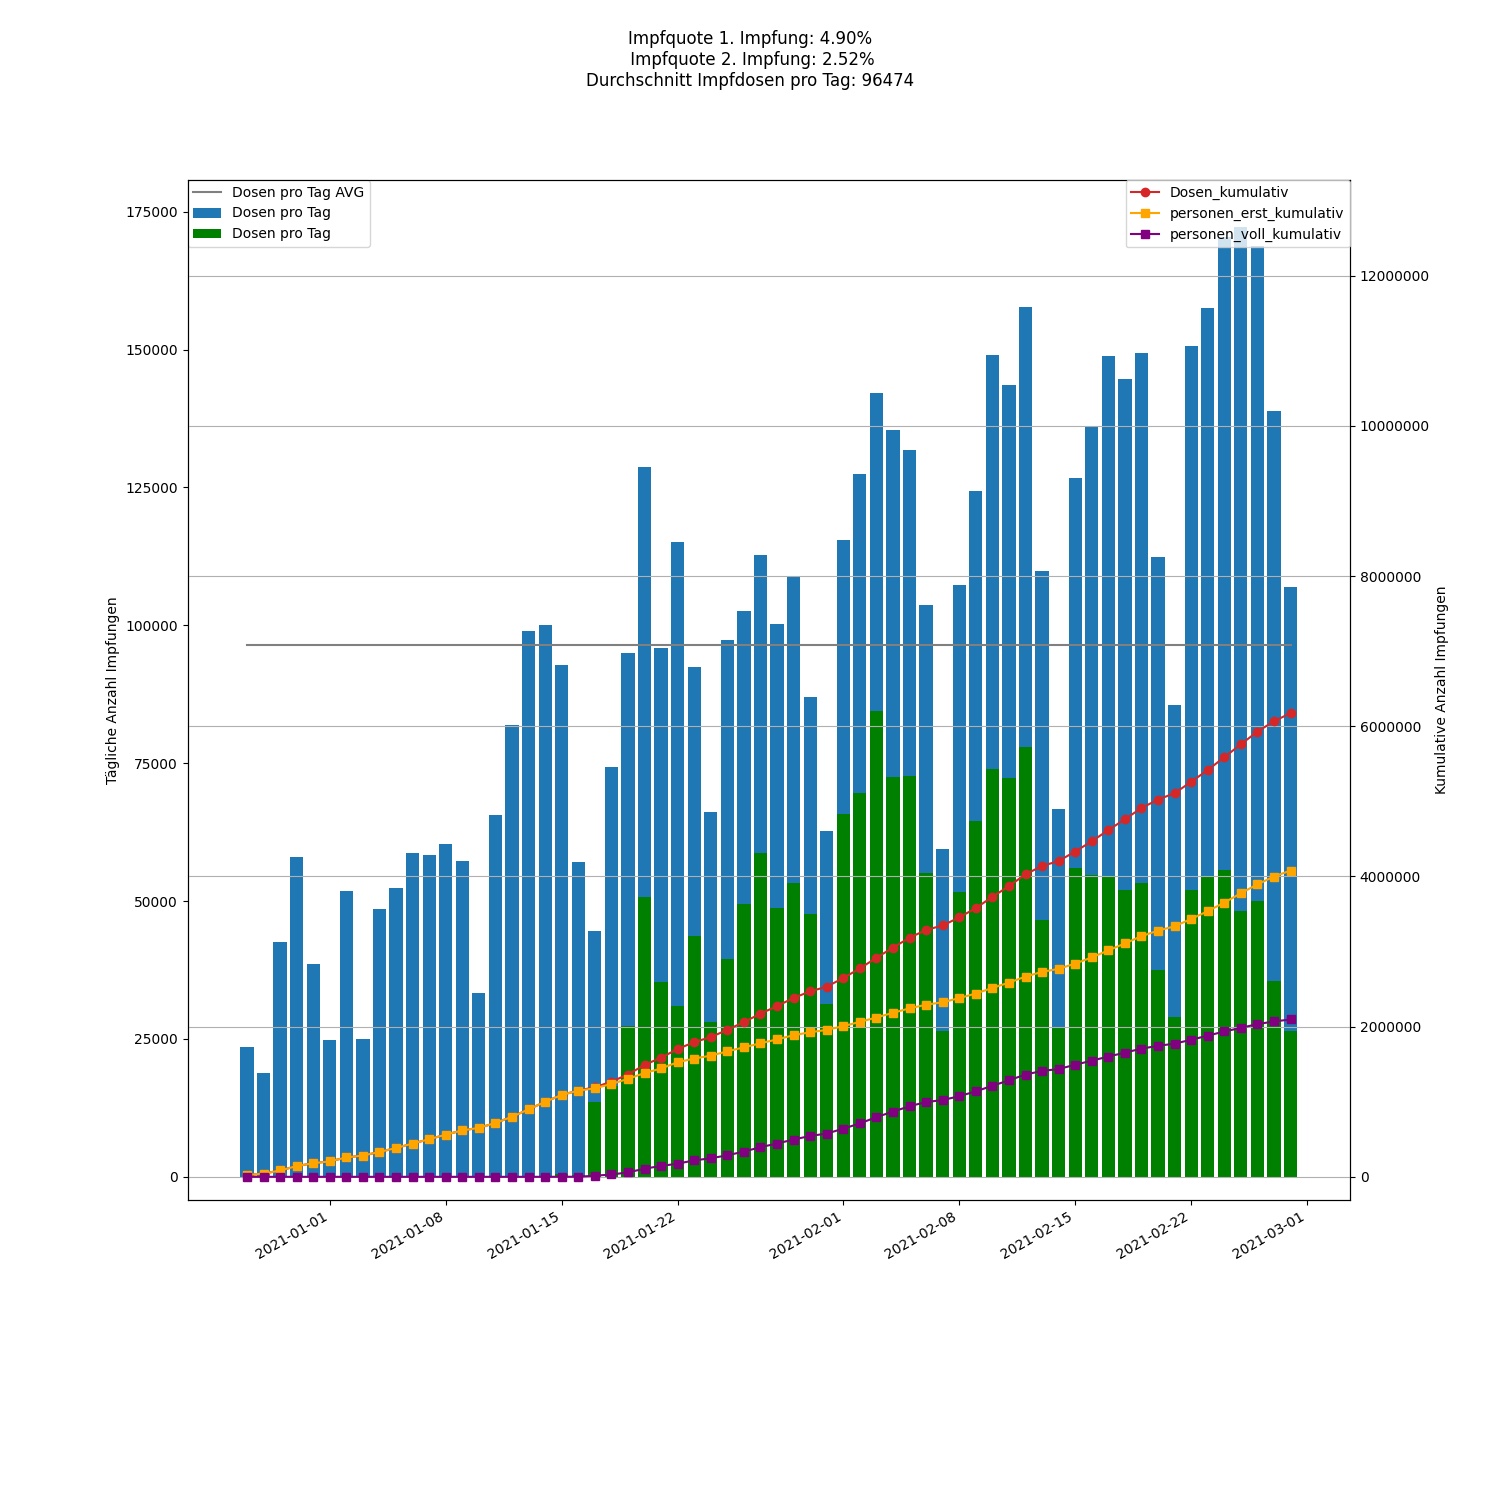 Impfquote 1. Impfung: 4.90%
Impfquote 2. Impfung: 2.52%
Durchschnitt Impfdosen pro Tag: 96474
Dosen pro Tag AVG
Dosen pro Tag
Dosen pro Tag
Dosen_kumulativ
personen_erst_kumulativ
personen_voll_kumulativ
Tägliche Anzahl Impfungen
175000
150000
125000
100000
75000
50000
25000
0
12000000
10000000
8000000
6000000
4000000
2000000
0
Kumulative Anzahl Impfungen
2021-01-01
2021-01-08
2021-01-15
2021-01-22
2021-02-01
2021-02-08
2021-02-15
2021-02-22
2021-03-01